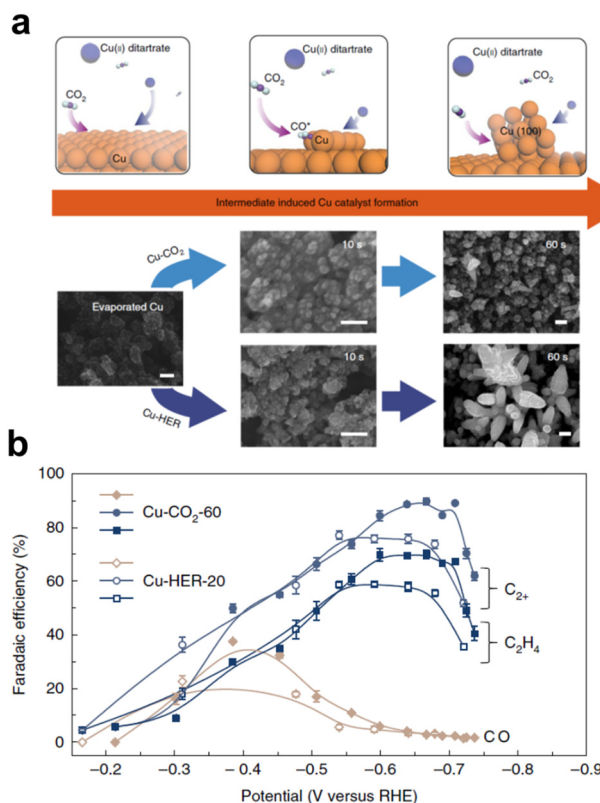 a
Cu(II) ditartrate
CO2
Cu
Cu(II) ditartrate
CO2
CO*
Cu
Cu(II) ditartrate
CO2
Cu (100)
Intermediate induced Cu catalyst formation
Cu-CO2
Evaporated Cu
Cu-HER
10 s
60 s
10 s
60 s
b
100
80
60
40
20
0
Faradaic efficiency (%)
Cu-CO2-60
Cu-HER-20
C2+
C2H4
CO
–0.2
–0.3
– 0.4
–0.5
–0.6
–0.7
–0.8
–0.9
Potential (V versus RHE)